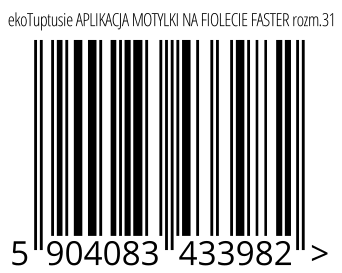 ekoTuptusie APLIKACJA MOTYLKI NA FIOLECIE FASTER rozm.31
5 904083 433982 >